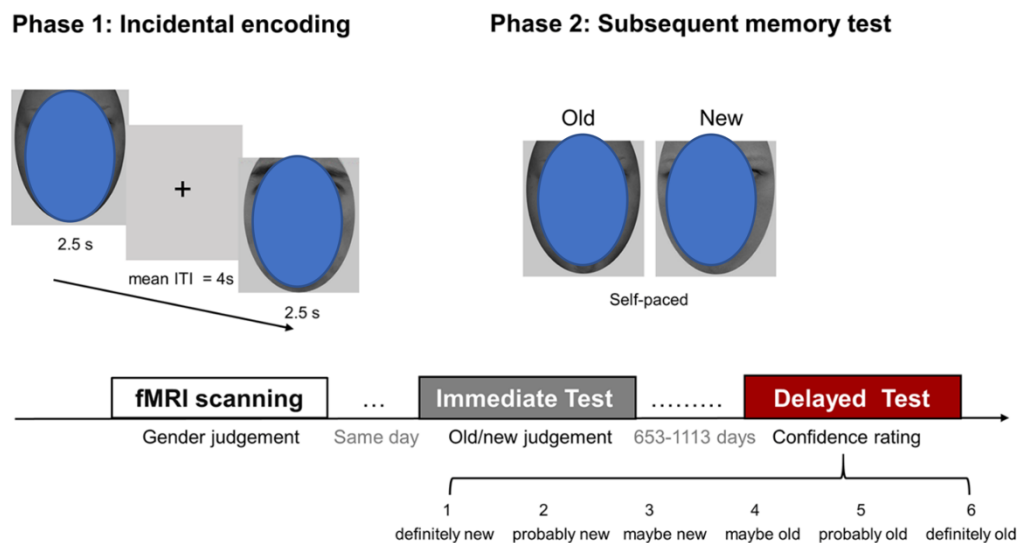 Phase 1: Incidental encoding
Phase 2: Subsequent memory test
Old
New
+
2.5 s
mean ITI = 4s
2.5 s
Self-paced
fMRI scanning
...
Immediate Test
.........
Delayed Test
Gender judgement
Same day
Old/new judgement
653-1113 days
Confidence rating
1
2
3
4
5
6
definitely new
probably new
maybe new
maybe old
probably old
definitely old